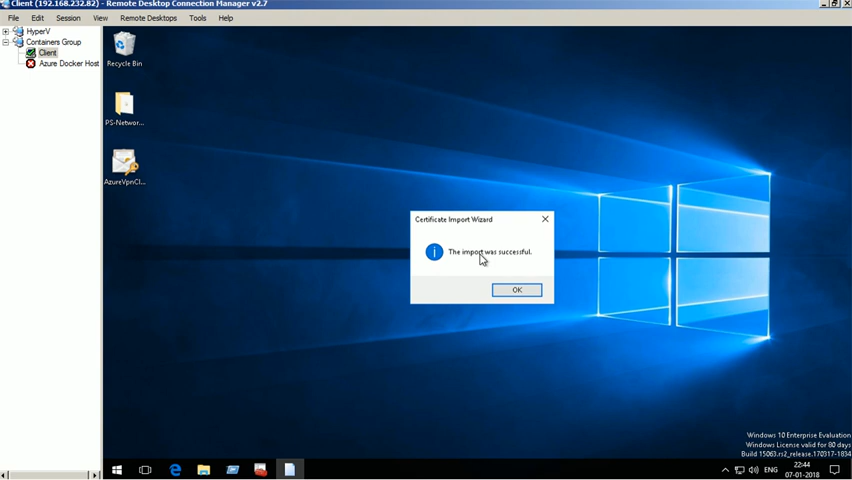 Client (192.168.232.82) - Remote Desktop Connection Manager v2.7
File Edit Session View Remote Desktops Tools Help
HyperV
Containers Group
Client
Azure Docker Host
Recycle Bin
PS-Networ...
AzureVpnCl...
Certificate Import Wizard
The import was successful.
OK
Windows 10 Enterprise Evaluation
Windows License valid for 80 days
Build 15063.rs2_release.170317-1834
ENG
22:44
07-01-2018